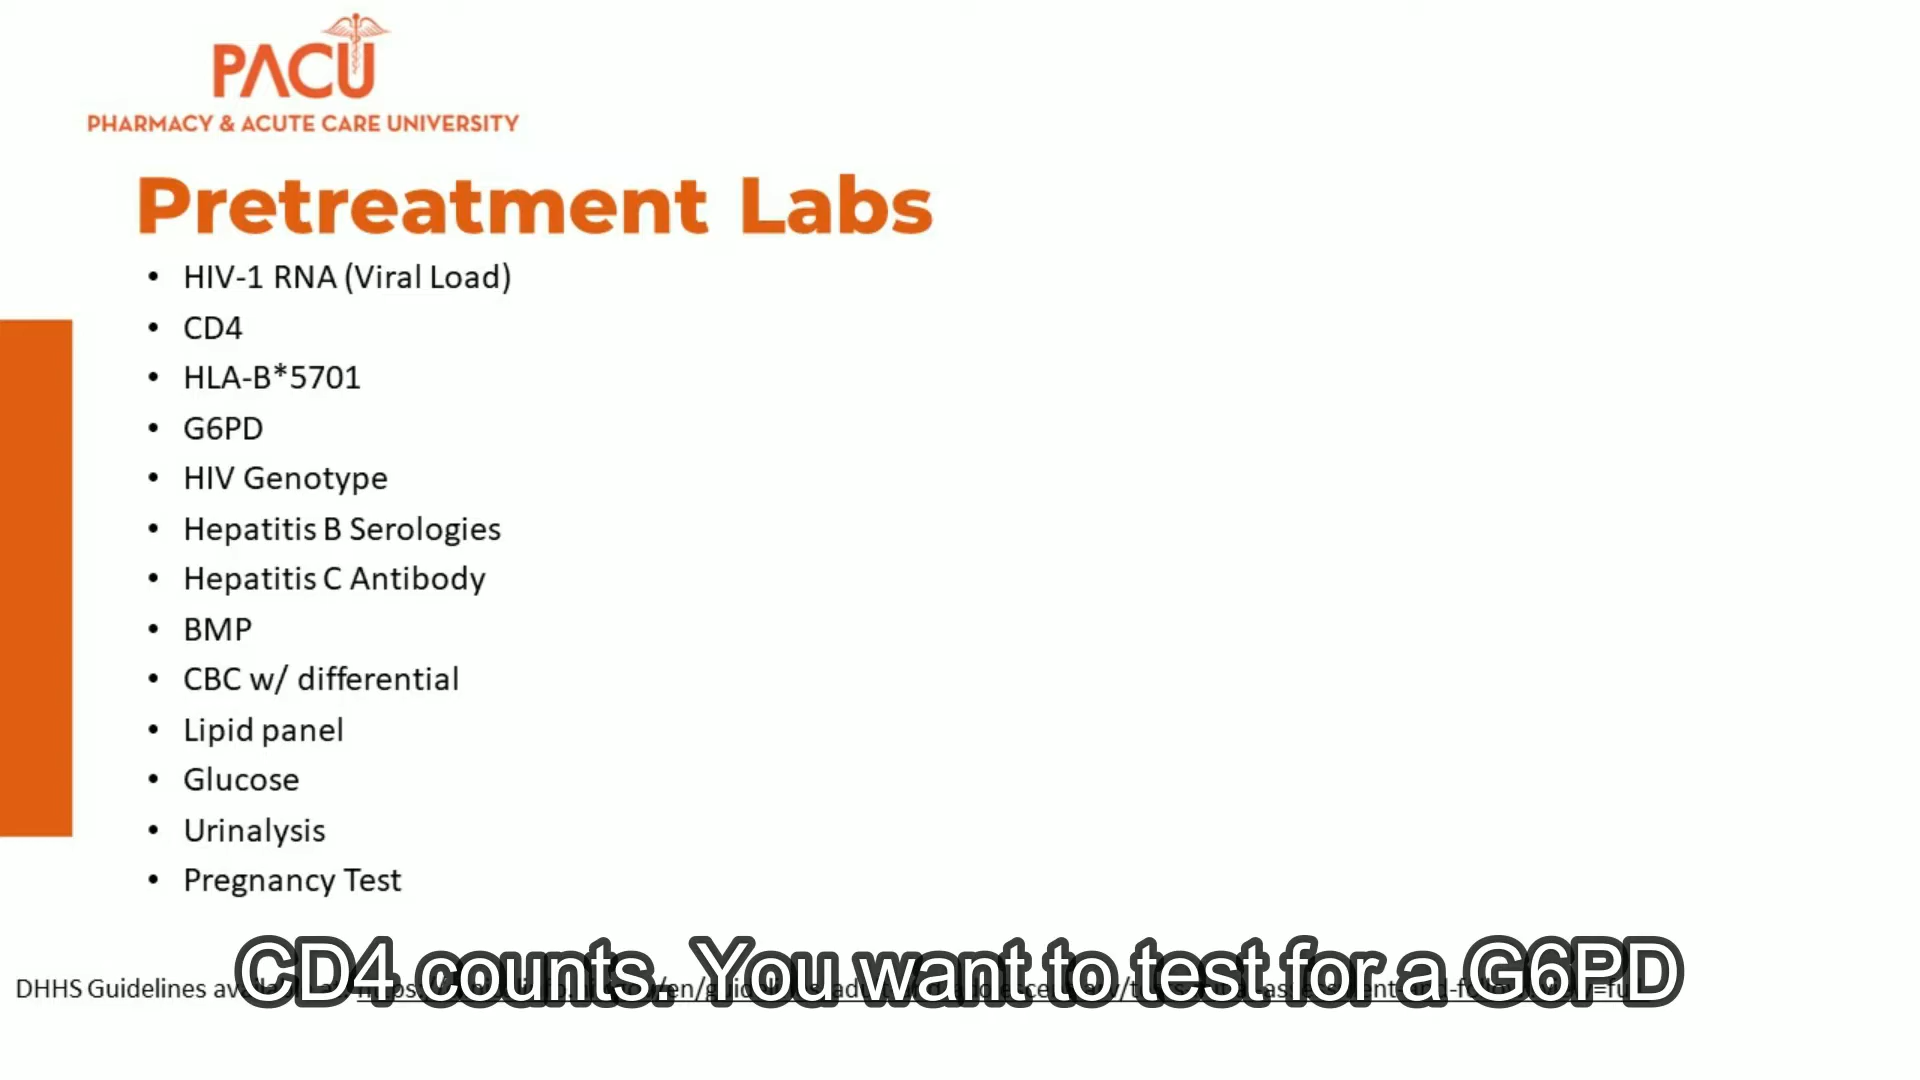 PACU
PHARMACY & ACUTE CARE UNIVERSITY
Pretreatment Labs
• HIV-1 RNA (Viral Load)
• CD4
• HLA-B*5701
• G6PD
• HIV Genotype
• Hepatitis B Serologies
• Hepatitis C Antibody
• BMP
• CBC w/ differential
• Lipid panel
• Glucose
• Urinalysis
• Pregnancy Test
CD4 counts. You want to test for a G6PD
DHHS Guidelines